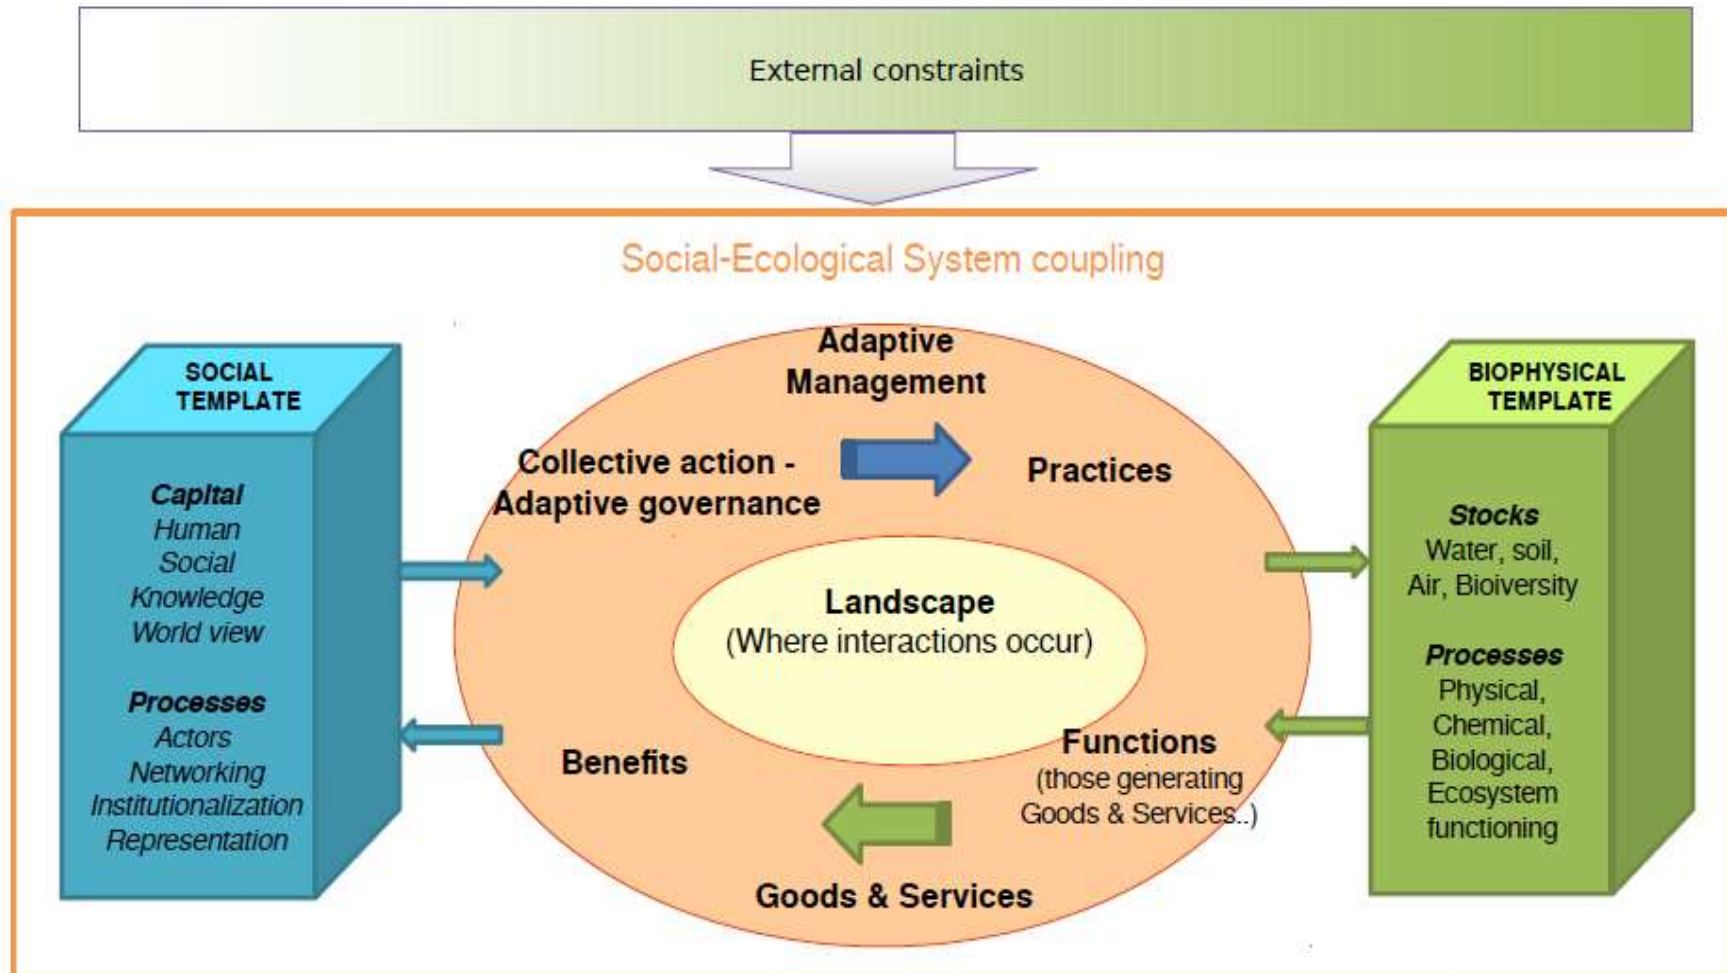 External constraints
Social-Ecological System coupling
SOCIAL
TEMPLATE
Capital
Human
Social
Knowledge
World view
Processes
Actors
Networking
Institutionalization
Representation
Adaptive
Management
Collective action -
Adaptive governance
Practices
Landscape
(Where interactions occur)
Benefits
Functions
(those generating
Goods & Services..)
Goods & Services
BIOPHYSICAL
TEMPLATE
Stocks
Water, soil,
Air, Bioiversity
Processes
Physical,
Chemical,
Biological,
Ecosystem
functioning